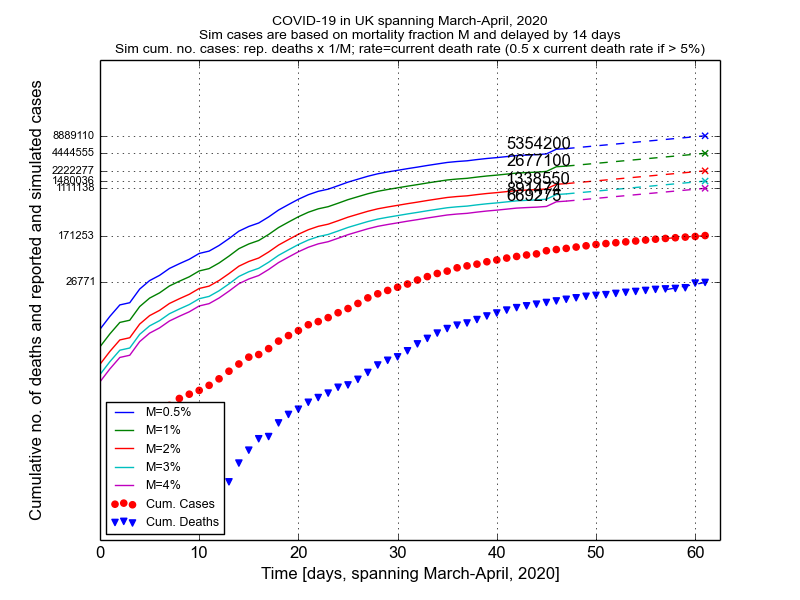 COVID-19 in UK spanning March-April, 2020
Sim cases are based on mortality fraction M and delayed by 14 days
Sim cum. no. cases: rep. deaths x 1/M; rate=current death rate (0.5 x current death rate if > 5%)
Cumulative no. of deaths and reported and simulated cases
8889110
4444555
2222277
1480036
1111138
171253
26771
5354200
2677100
1338550
669275
M=0.5%
M=1%
M=2%
M=3%
M=4%
Cum. Cases
Cum. Deaths
0 10 20 30 40 50 60
Time [days, spanning March-April, 2020]